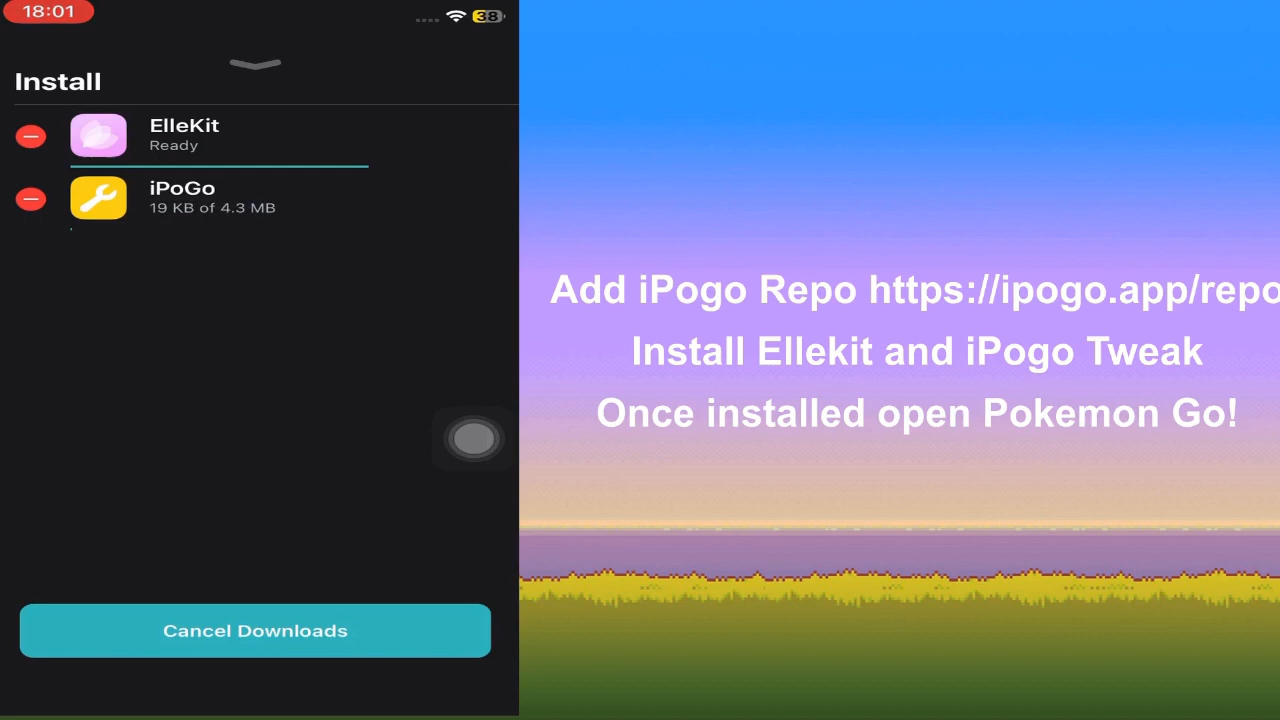 18:01
38
Install
ElleKit
Ready
iPoGo
19 KB of 4.3 MB
Cancel Downloads
Add iPogo Repo https://ipogo.app/repo
Install Ellekit and iPogo Tweak
Once installed open Pokemon Go!